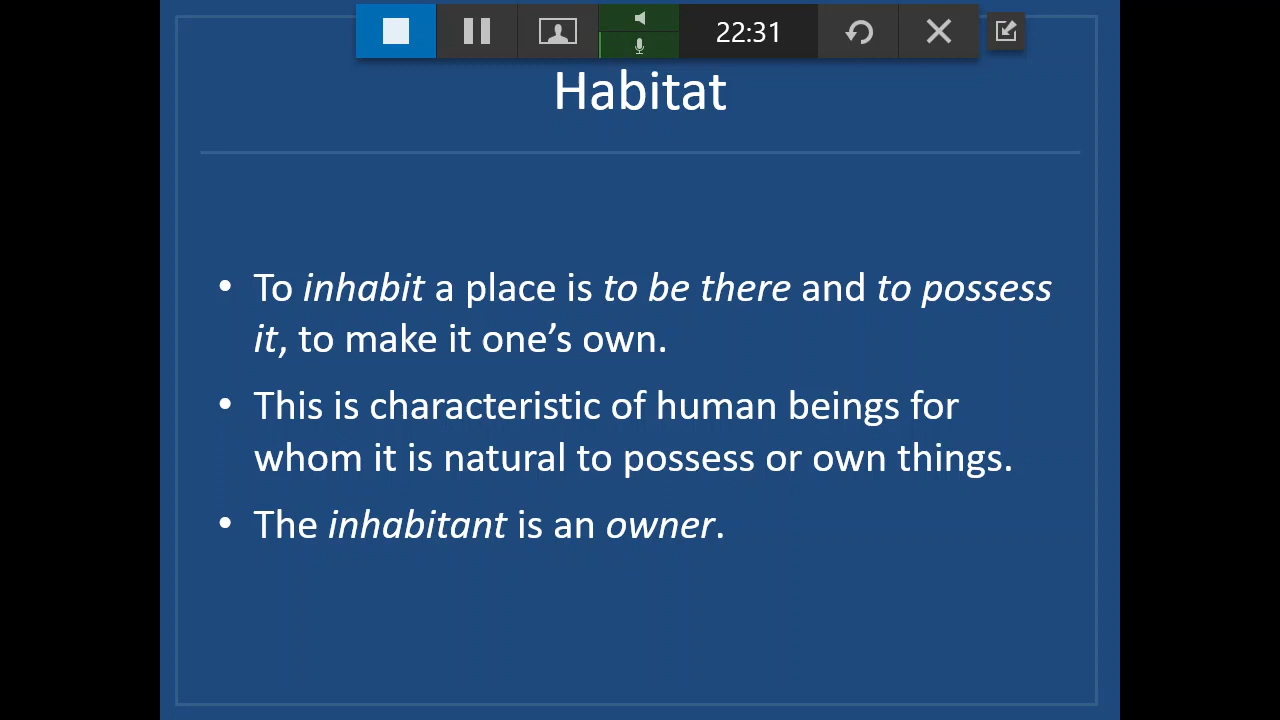 22:31
Habitat
• To inhabit a place is to be there and to possess
it, to make it one’s own.
• This is characteristic of human beings for
whom it is natural to possess or own things.
• The inhabitant is an owner.